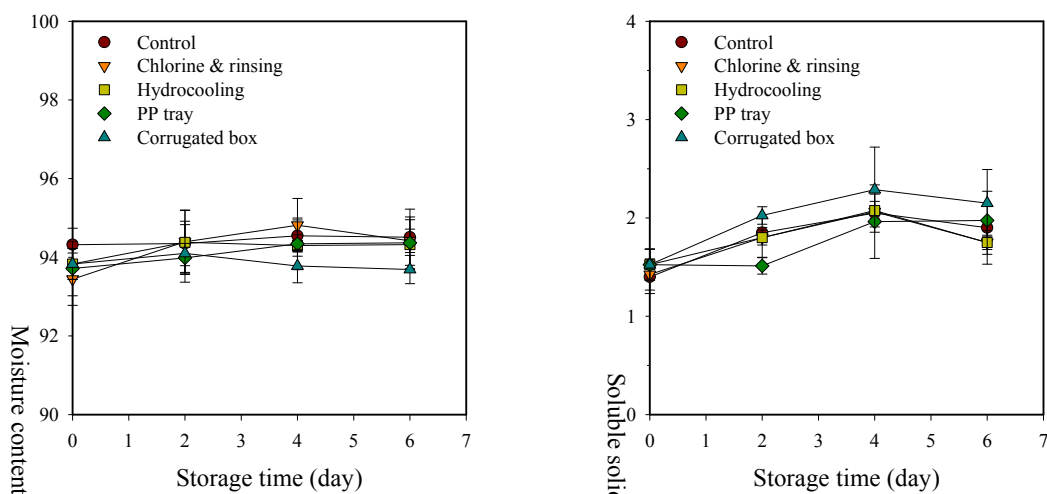 100
98
96
94
92
90
Control
Chlorine & rinsing
Hydrocooling
PP tray
Corrugated box
0 1 2 3 4 5 6 7
Storage time (day)
Moisture content
4
3
2
1
0
Control
Chlorine & rinsing
Hydrocooling
PP tray
Corrugated box
0 1 2 3 4 5 6 7
Storage time (day)
Soluble